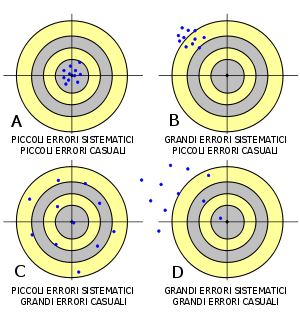 A
B
PICCOLI ERRORI SISTEMATICI
PICCOLI ERRORI CASUALI
GRANDI ERRORI SISTEMATICI
PICCOLI ERRORI CASUALI
C
D
PICCOLI ERRORI SISTEMATICI
GRANDI ERRORI CASUALI
GRANDI ERRORI SISTEMATICI
GRANDI ERRORI CASUALI